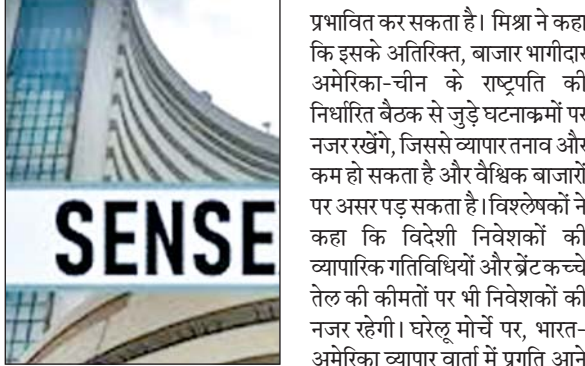 SENSE
प्रभावित कर सकता है। मिश्रा ने कहा
कि इसके अतिरिक्त, बाजार भागीदार
अमेरिका-चीन के राष्ट्रपति की
निर्धारित बैठक से जुड़े घटनाक्रमों पर
नजर रखेंगे, जिससे व्यापार तनाव और
कम हो सकता है और वैश्विक बाजारों
पर असर पड़ सकता है।विश्लेषकों ने
कहा कि विदेशी निवेशकों की
व्यापारिक गतिविधियों और ब्रेंट कच्चे
तेल की कीमतों पर भी निवेशकों की
नजर रहेगी। घरेलू मोर्चे पर, भारत-
अमेरिका व्यापार वार्ता में प्रगति आने